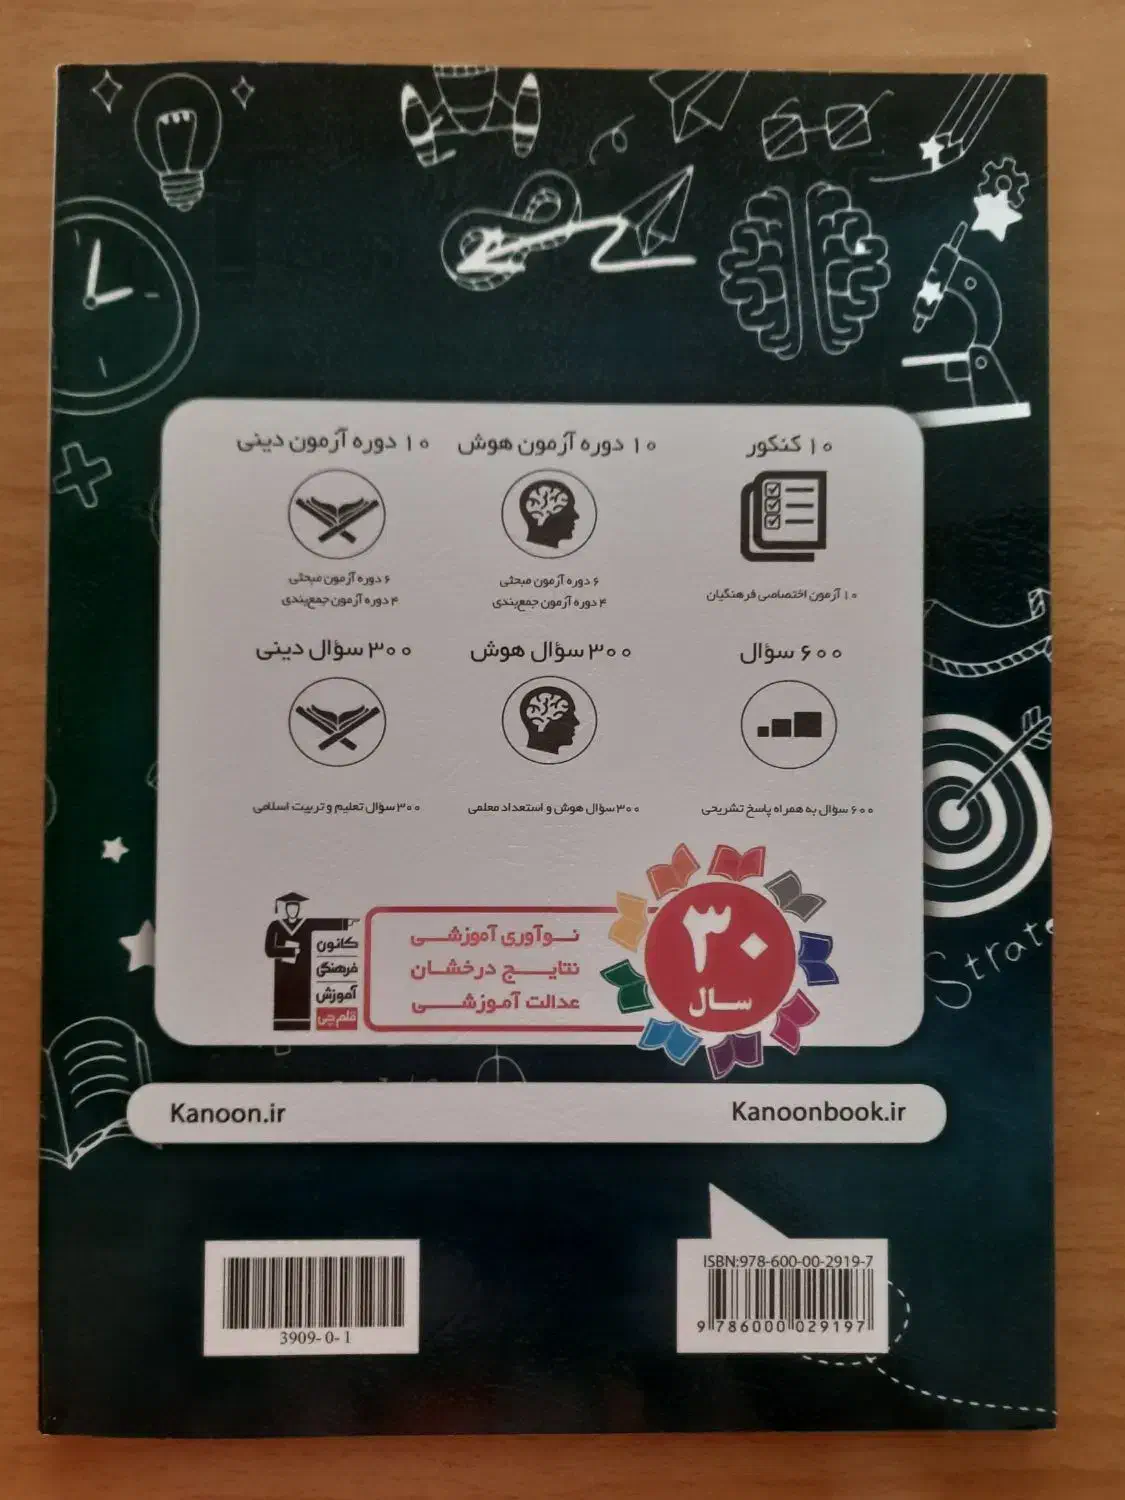 ۱۰ کنکور
۱۰ آزمون اختصاصی فرهنگیان
۱۰ دوره آزمون هوش
۶ دوره آزمون مبحثی
۴ دوره آزمون جمع‌بندی
۱۰ دوره آزمون دینی
۶ دوره آزمون مبحثی
۴ دوره آزمون جمع‌بندی
۶۰۰ سؤال
۶۰۰ سؤال به همراه پاسخ تشریحی
۳۰۰ سؤال هوش
۳۰۰ سؤال هوش و استعداد معلمی
۳۰۰ سؤال دینی
۳۰۰ سؤال تعلیم و تربیت اسلامی
۳۰
سال
نوآوری آموزشی
نتایج درخشان
عدالت آموزشی
کانون
فرهنگی
آموزش
قلم‌چی
Strate
Kanoon.ir
Kanoonbook.ir
3909-0-1
ISBN:978-600-00-2919-7
9 786000 029197